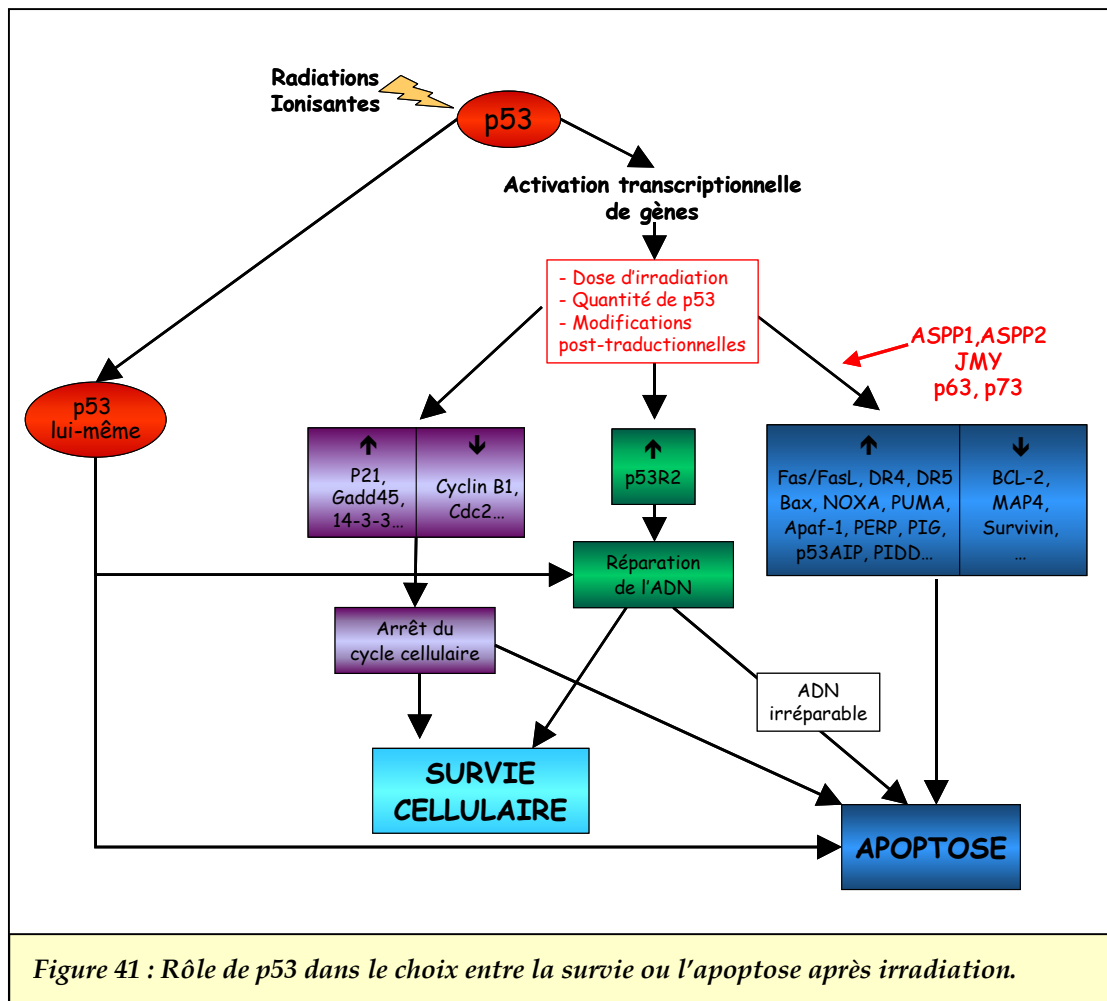 Radiations
Ionisantes
p53
Activation transcriptionnelle
de gènes
- Dose d'irradiation
- Quantité de p53
- Modifications
post-traductionnelles
ASPP1,ASPP2
JMY
p63, p73
p53
lui-même
P21,
Gadd45,
14-3-3...
Cyclin B1,
Cdc2...
p53R2
Fas/FasL, DR4, DR5
Bax, NOXA, PUMA,
Apaf-1, PERP, PIG,
p53AIP, PIDD...
BCL-2,
MAP4,
Survivin,
...
Réparation
de l'ADN
Arrêt du
cycle cellulaire
ADN
irréparable
SURVIE
CELLULAIRE
APOPTOSE
Figure 41 : Rôle de p53 dans le choix entre la survie ou l'apoptose après irradiation.